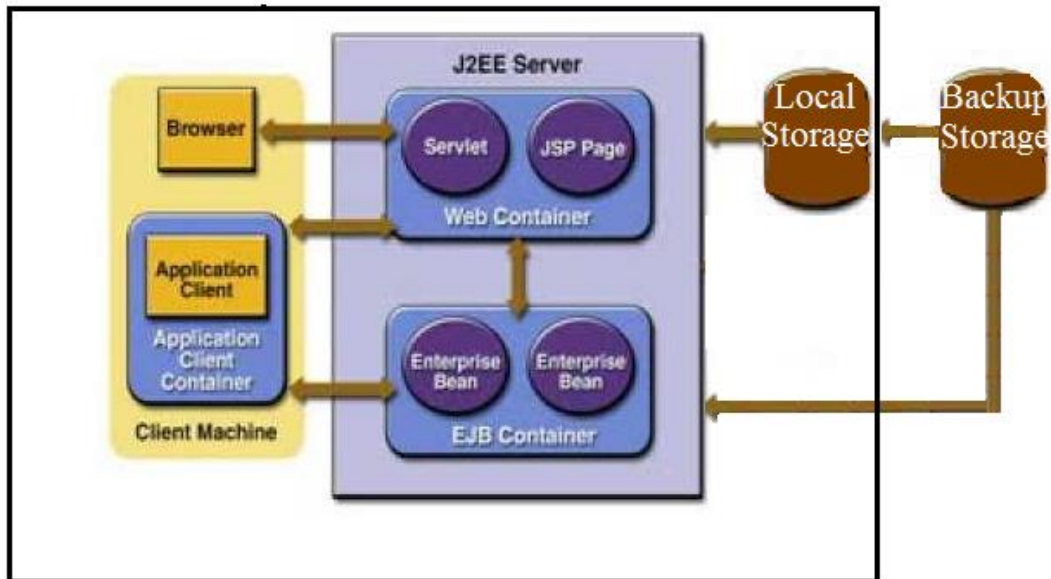 J2EE Server
Browser
Servlet
JSP Page
Web Container
Local
Storage
Backup
Storage
Application
Client
Application
Client
Container
Client Machine
Enterprise
Bean
Enterprise
Bean
EJB Container